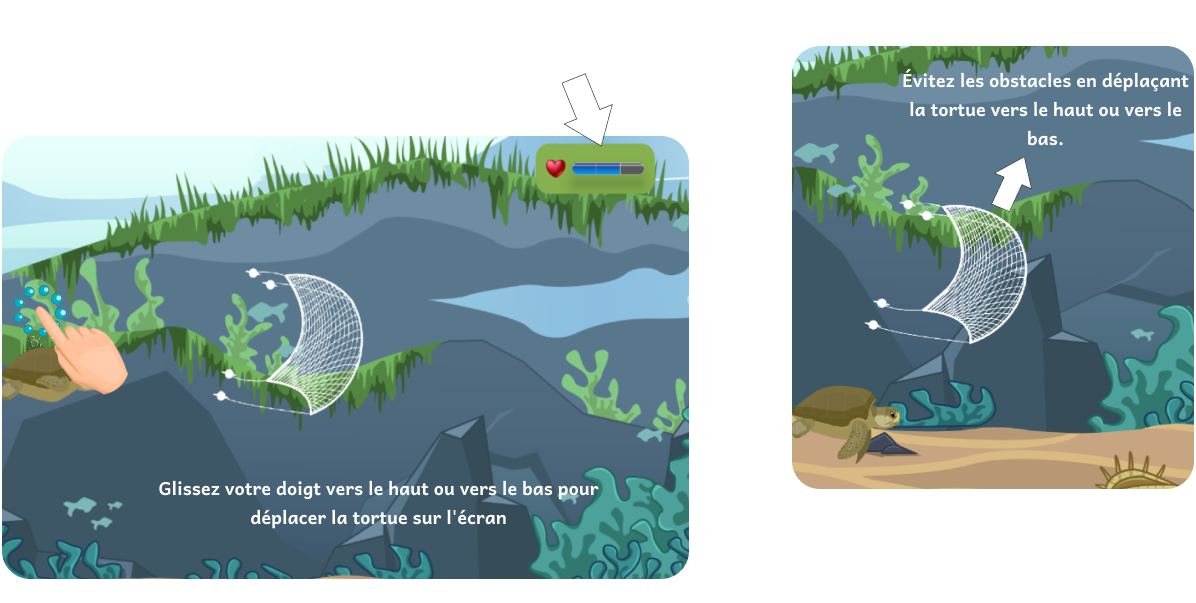 Glissez votre doigt vers le haut ou vers le bas pour
déplacer la tortue sur l'écran
Évitez les obstacles en déplaçant
la tortue vers le haut ou vers le
bas.